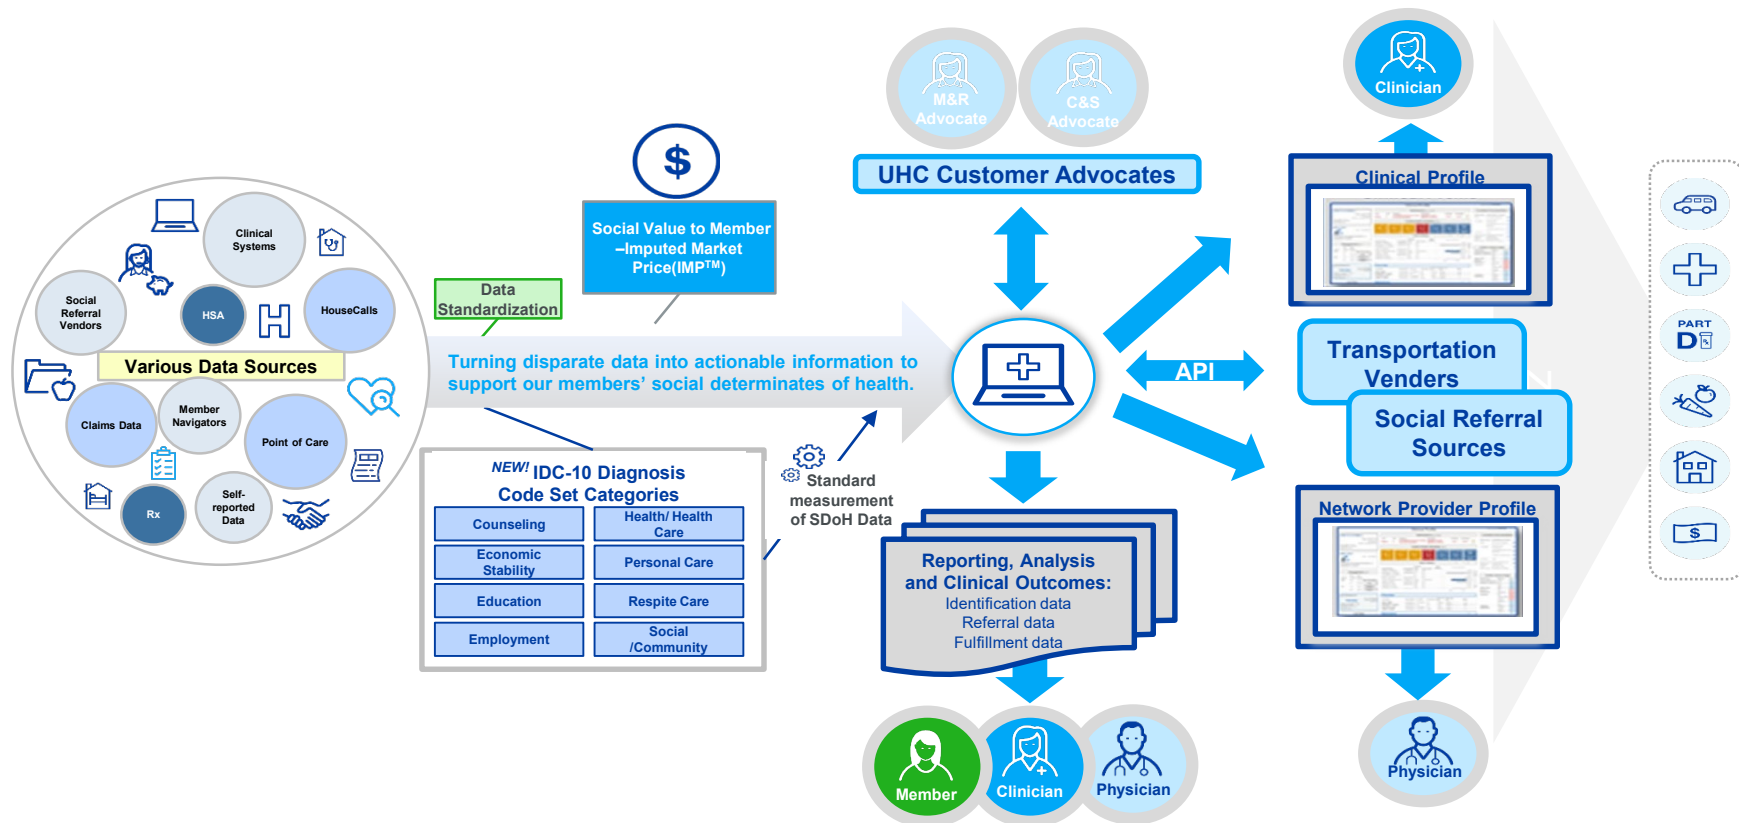 Clinical
Systems
Social
Referral
Vendors
HSA
HouseCalls
Various Data Sources
Claims Data
Member
Navigators
Point of Care
Rx
Self-
reported
Data
$
Social Value to Member
–Imputed Market
Price(IMP™)
Data
Standardization
Turning disparate data into actionable information to
support our members’ social determinates of health.
NEW! IDC-10 Diagnosis
Code Set Categories
Counseling
Health/ Health
Care
Economic
Stability
Personal Care
Education
Respite Care
Employment
Social
/Community
Standard
measurement
of SDoH Data
M&R
Advocate
C&S
Advocate
UHC Customer Advocates
API
Reporting, Analysis
and Clinical Outcomes:
Identification data
Referral data
Fulfillment data
Member
Clinician
Physician
Clinician
Clinical Profile
Transportation
Venders
Social Referral
Sources
Network Provider Profile
Physician
PART
D
$